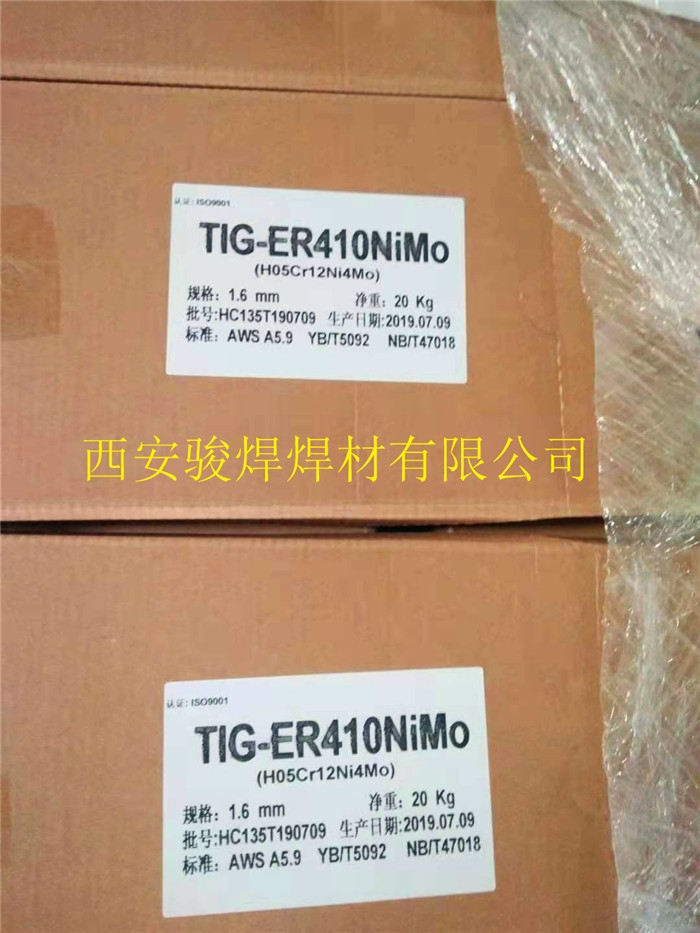 认证: ISO9001
TIG-ER410NiMo
(H05Cr12Ni4Mo)
规格: 1.6 mm 净重: 20 Kg
批号:HC135T190709 生产日期:2019.07.09
标准: AWS A5.9 YB/T5092 NB/T47018
西安骏焊焊材有限公司
认证: ISO9001
TIG-ER410NiMo
(H05Cr12Ni4Mo)
规格: 1.6 mm 净重: 20 Kg
批号:HC135T190709 生产日期:2019.07.09
标准: AWS A5.9 YB/T5092 NB/T47018